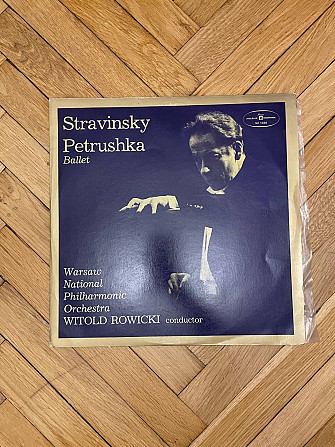 Stravinsky
Petrushka
Ballet
Warsaw
National
Philharmonic
Orchestra
WITOLD ROWICKI conductor